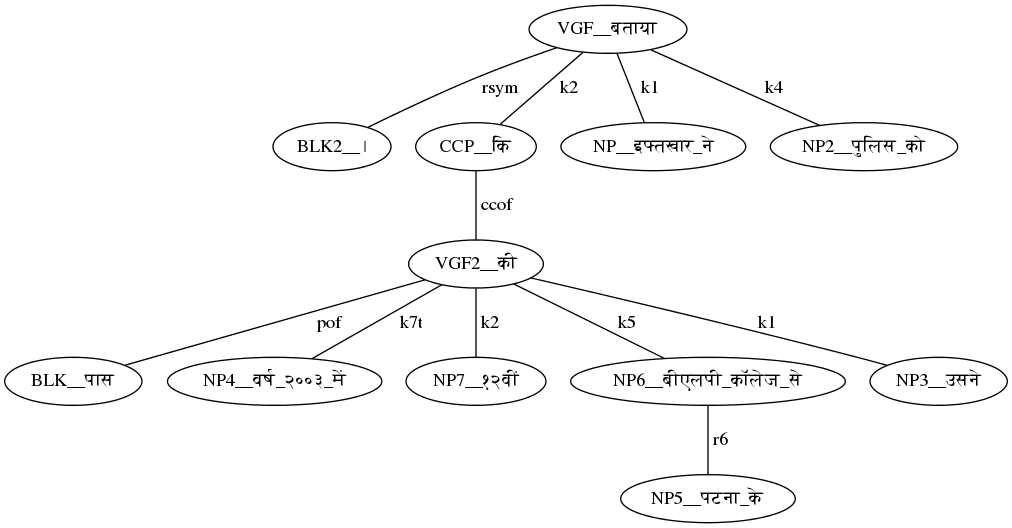 VGF__बताया
rsym k2 k1 k4
BLK2__। CCP__कि NP__इफ्तखार_ने NP2__पुलिस_को
ccof
VGF2__की
pof k7t k2 k5 k1
BLK__पास NP4__वर्ष_२००३_में NP7__१२वीं NP6__बीएलपी_कॉलेज_से NP3__उसने
r6
NP5__पटना_के